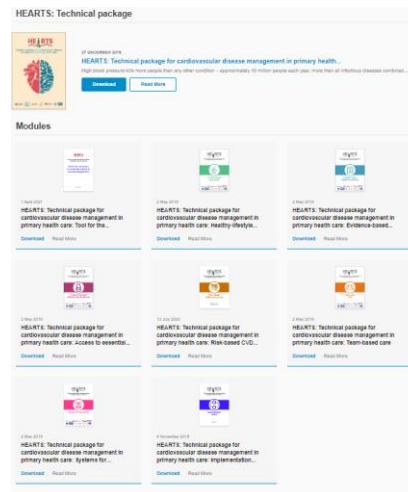 HEARTS: Technical package
HEARTS
27 DECEMBER 2018
HEARTS: Technical package for cardiovascular disease management in primary health...
High blood pressure kills more people than any other condition – approximately 10 million people each year, more than all infectious diseases combined...
Download Read More
Modules
HEARTS
HEARTS
HEARTS
1 April 2021
HEARTS: Technical package for
cardiovascular disease management in
primary health care: Tool for the...
Download Read More
2 May 2019
HEARTS: Technical package for
cardiovascular disease management in
primary health care: Healthy-lifestyle...
Download Read More
2 May 2019
HEARTS: Technical package for
cardiovascular disease management in
primary health care: Evidence-based...
Download Read More
HEARTS
HEARTS
HEARTS
2 May 2019
HEARTS: Technical package for
cardiovascular disease management in
primary health care: Access to essential...
Download Read More
13 July 2020
HEARTS: Technical package for
cardiovascular disease management in
primary health care: Risk-based CVD...
Download Read More
2 May 2019
HEARTS: Technical package for
cardiovascular disease management in
primary health care: Team-based care
Download Read More
HEARTS
HEARTS
2 May 2019
HEARTS: Technical package for
cardiovascular disease management in
primary health care: Systems for...
Download Read More
HEARTS: Technical package for
cardiovascular disease management in
primary health care: Implementation...
Download Read More